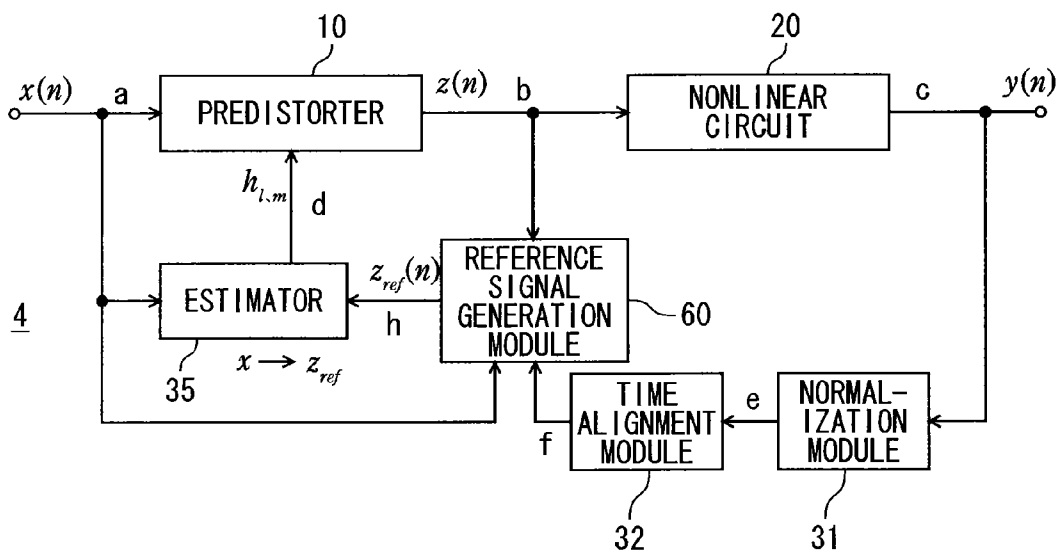 10
20
x(n)
a
PREDISTORTER
z(n)
b
NONLINEAR
CIRCUIT
c
y(n)
h_{l,m}
d
ESTIMATOR
z_{ref}(n)
h
REFERENCE
SIGNAL
GENERATION
MODULE
60
4
35
x → z_{ref}
f
TIME
ALIGNMENT
MODULE
e
NORMAL-
IZATION
MODULE
32
31